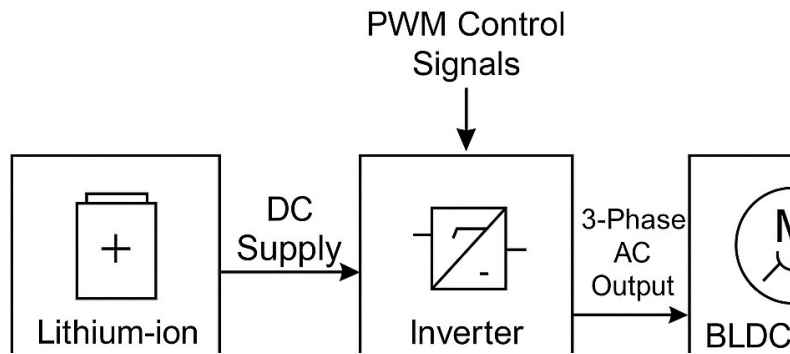 PWM Control
Signals
DC
Supply
3-Phase
AC
Output
+
-
Lithium-ion
Inverter
BLDC